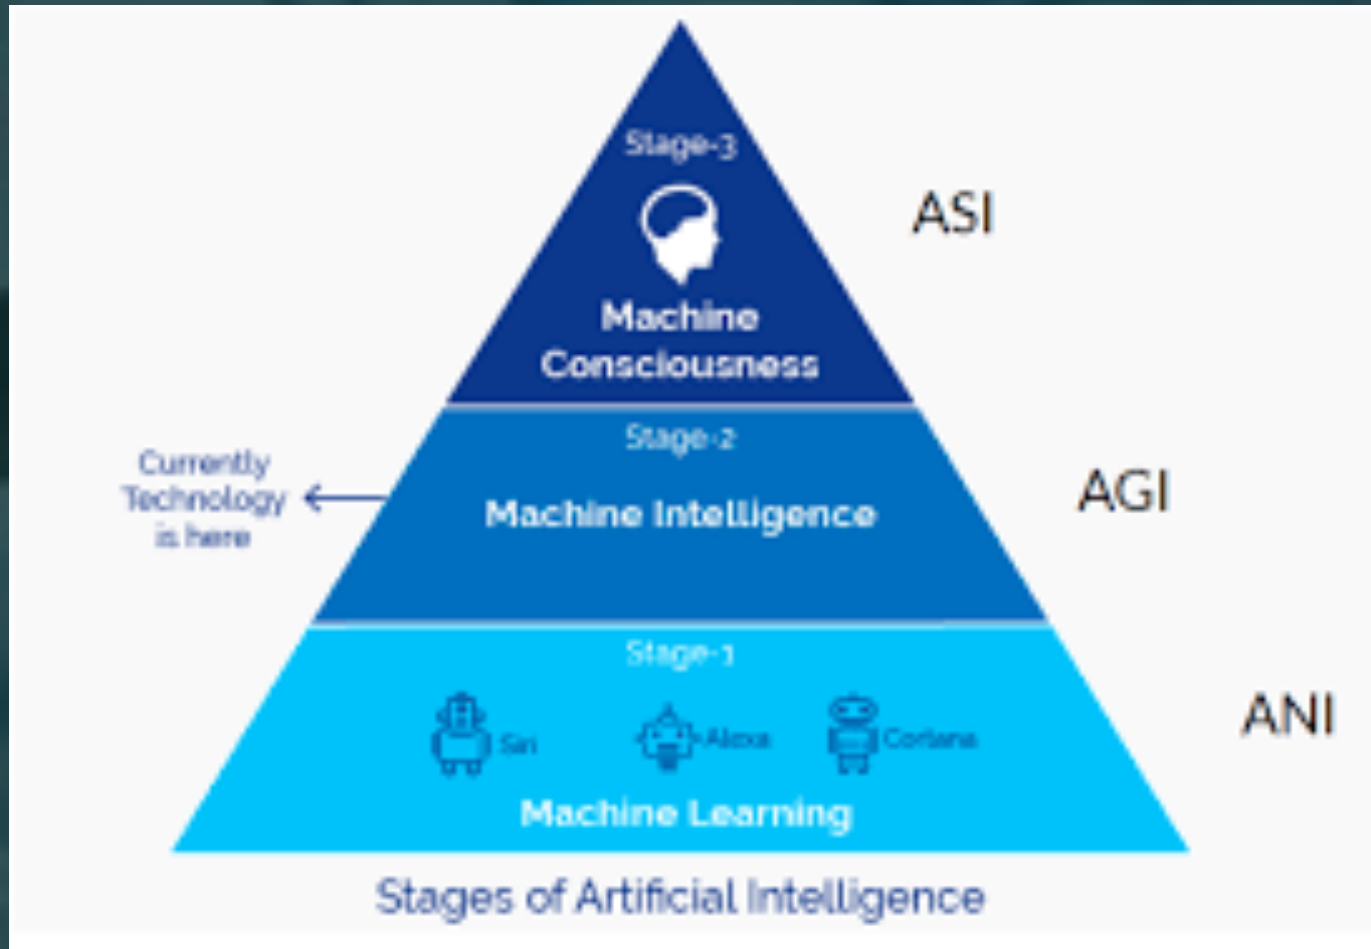 Stage-3
ASI
Machine
Consciousness
Stage-2
Currently
Technology
is here
Machine Intelligence
AGI
Stage-1
Siri
Alexa
Cortana
ANI
Machine Learning
Stages of Artificial Intelligence